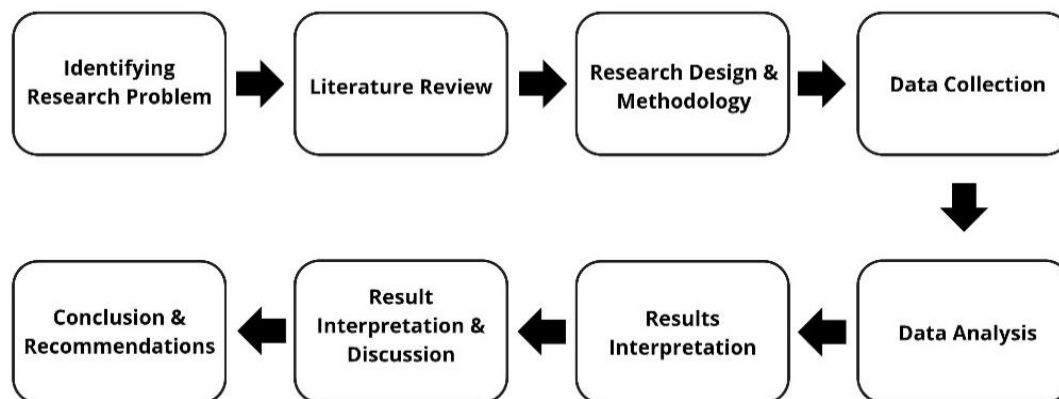 Identifying
Research Problem
Literature Review
Research Design &
Methodology
Data Collection
Data Analysis
Results
Interpretation
Result
Interpretation &
Discussion
Conclusion &
Recommendations